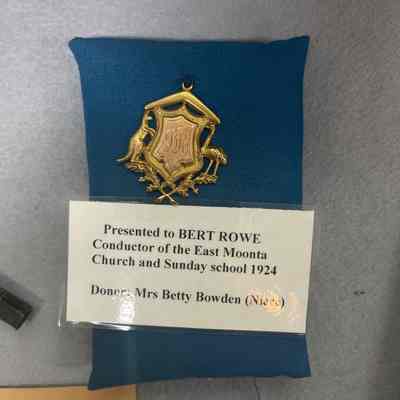 Presented to BERT ROWE
Conductor of the East Moonta
Church and Sunday school 1924
Donor: Mrs Betty Bowden (Niece)